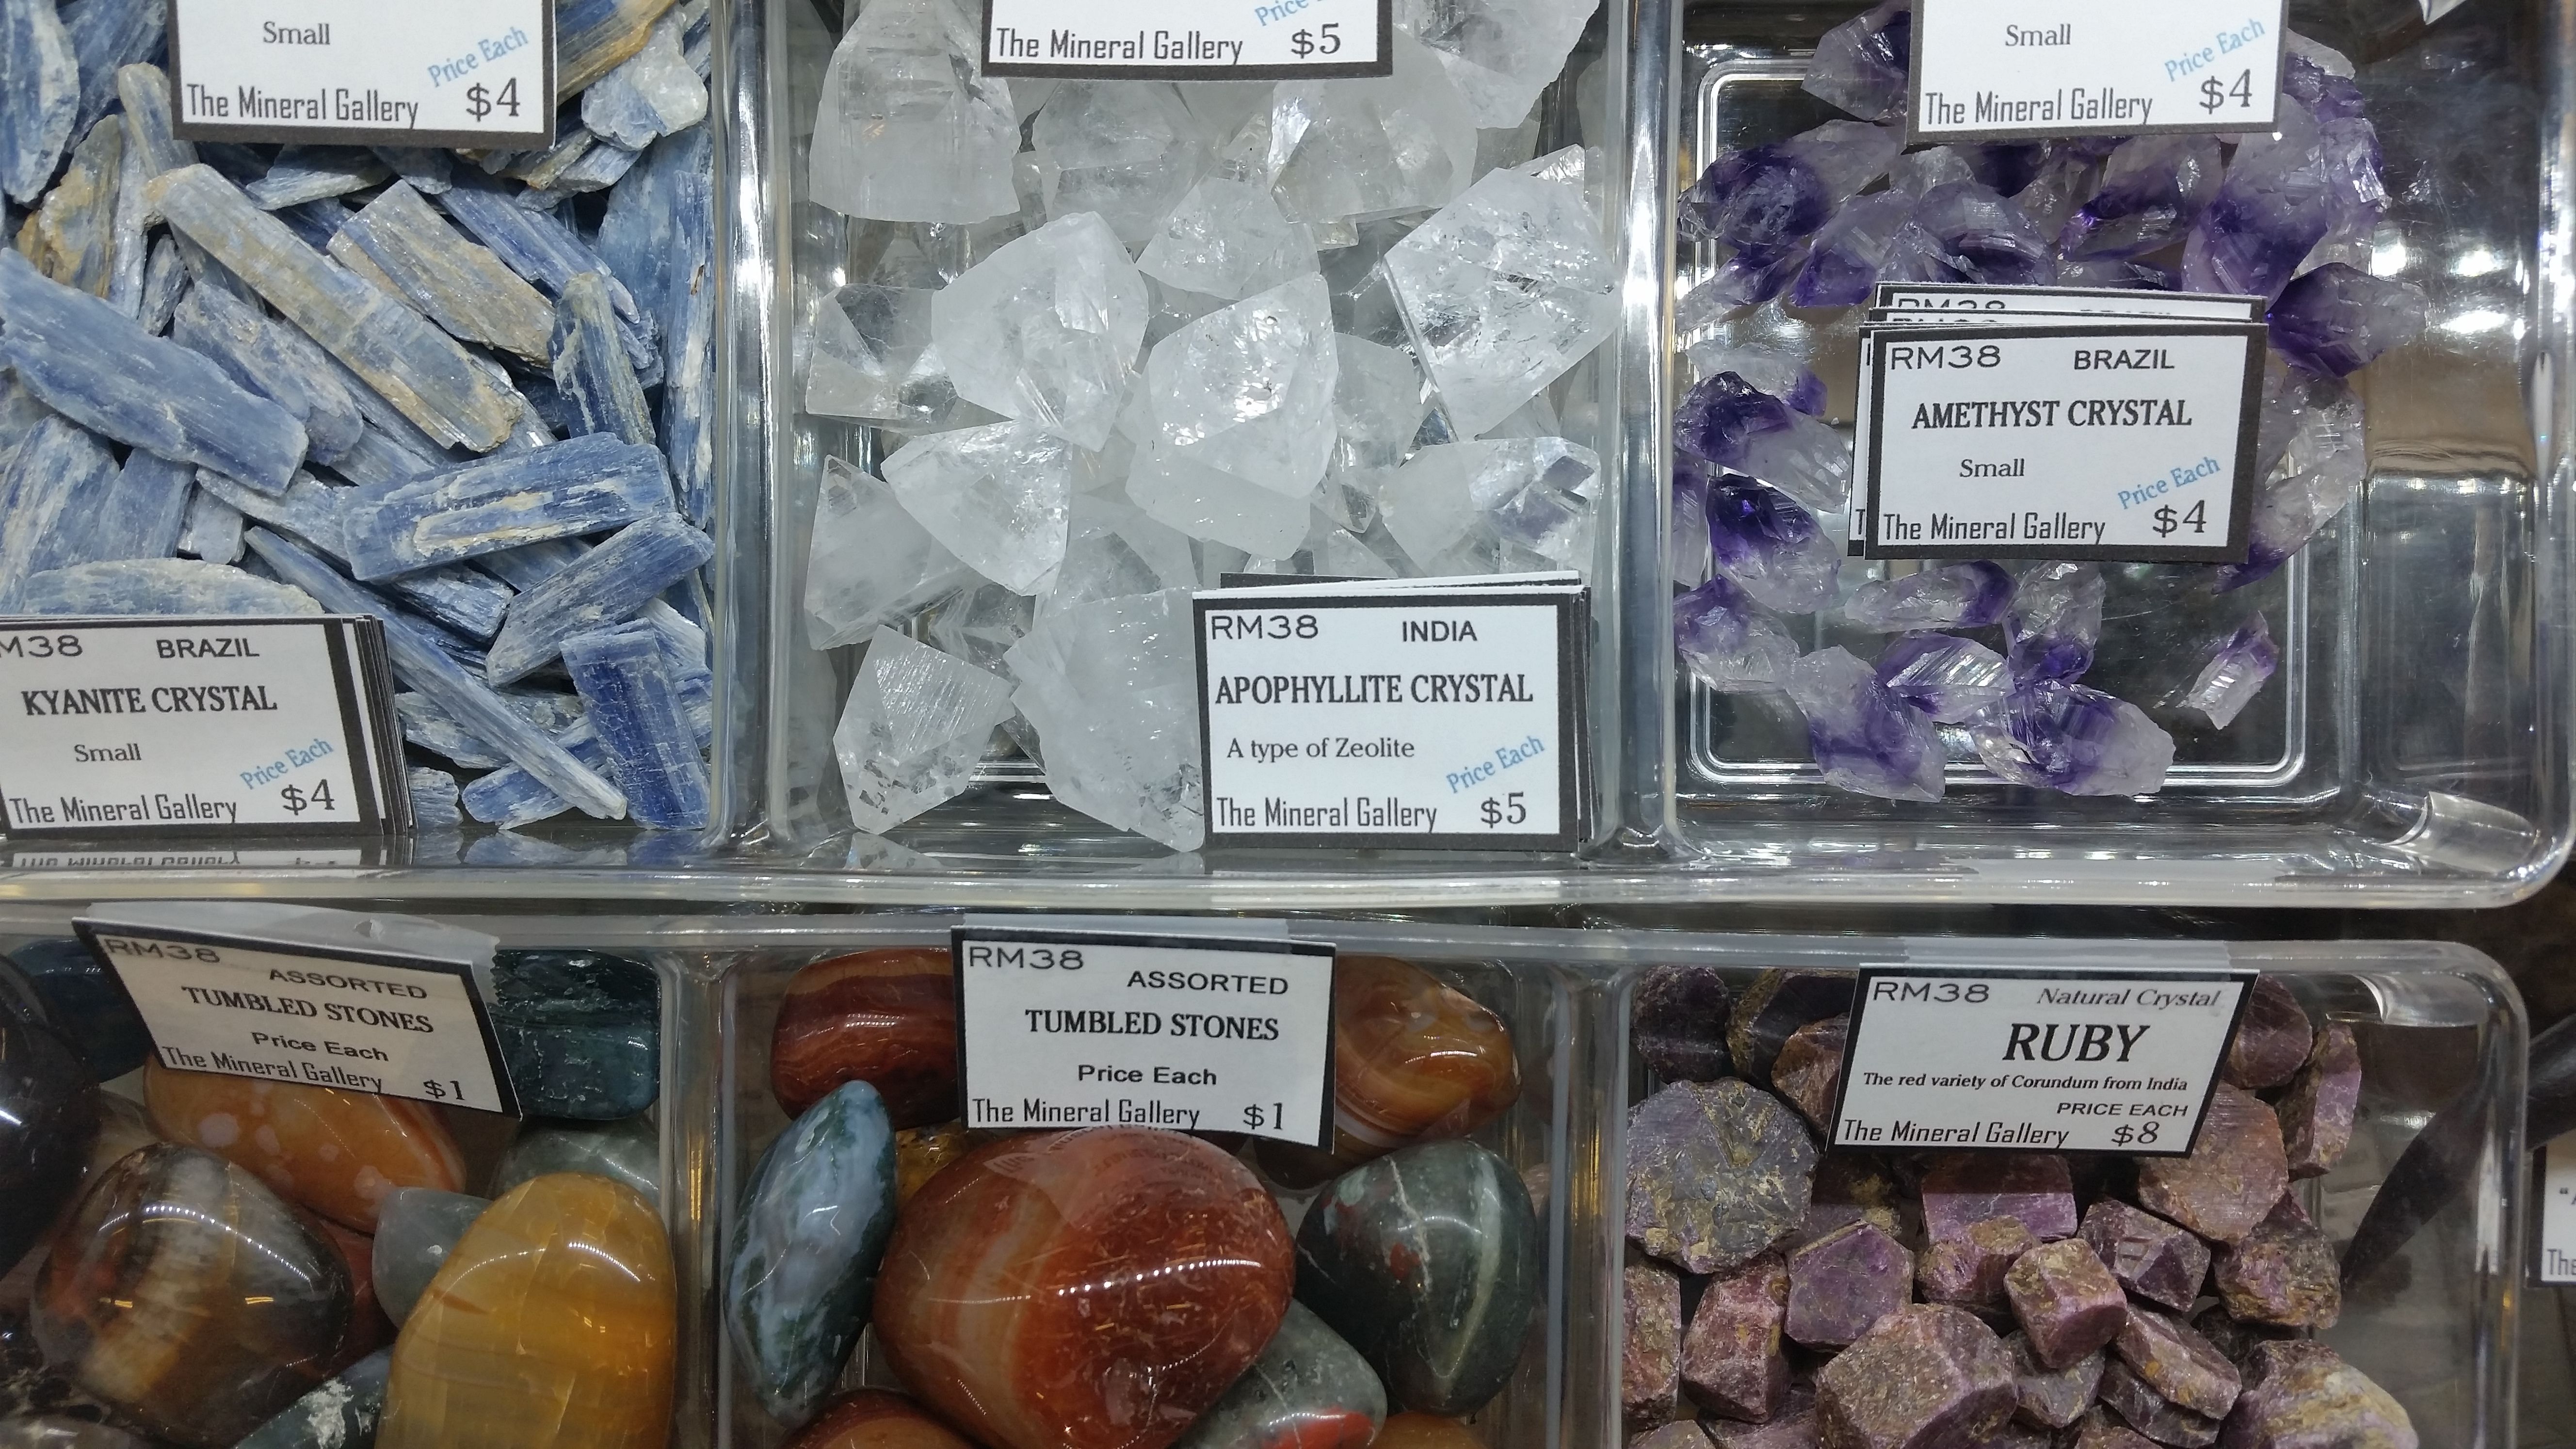 Small
Price Each
The Mineral Gallery $4
Price
The Mineral Gallery $5
Small
Price Each
The Mineral Gallery $4
RM38 BRAZIL
AMETHYST CRYSTAL
Small
Price Each
The Mineral Gallery $4
M38 BRAZIL
KYANITE CRYSTAL
Small
Price Each
The Mineral Gallery $4
RM38 INDIA
APOPHYLLITE CRYSTAL
A type of Zeolite
Price Each
The Mineral Gallery $5
RM38
ASSORTED
TUMBLED STONES
Price Each
The Mineral Gallery $1
RM38
ASSORTED
TUMBLED STONES
Price Each
The Mineral Gallery $1
RM38 Natural Crystal
RUBY
The red variety of Corundum from India
PRICE EACH
The Mineral Gallery $8
The